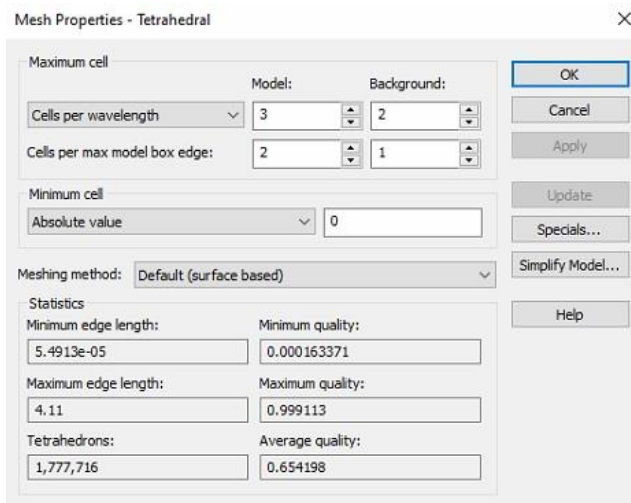 Mesh Properties - Tetrahedral
Maximum cell
Model: Background:
Cells per wavelength 3 2
Cells per max model box edge: 2 1
Minimum cell
Absolute value 0
Meshing method: Default (surface based)
Statistics
Minimum edge length: Minimum quality:
5.4913e-05 0.000163371
Maximum edge length: Maximum quality:
4.11 0.999113
Tetrahedrons: Average quality:
1,777,716 0.654198
OK
Cancel
Apply
Update
Specials...
Simplify Model...
Help